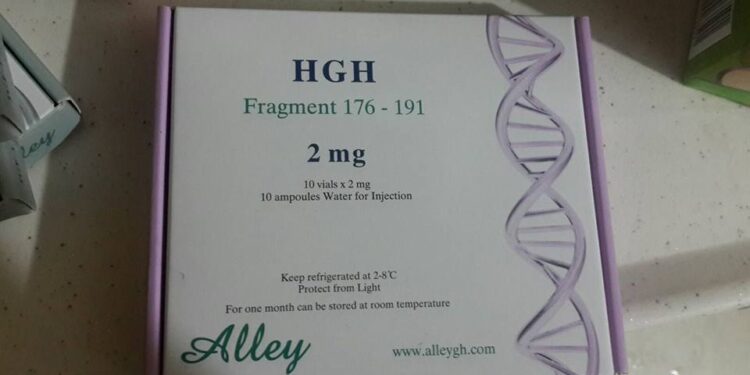 HGH
Fragment 176 - 191
2 mg
10 vials x 2 mg
10 ampoules Water for Injection
Keep refrigerated at 2-8℃
Protect from Light
For one month can be stored at room temperature
Alley
www.alleygh.com
ley